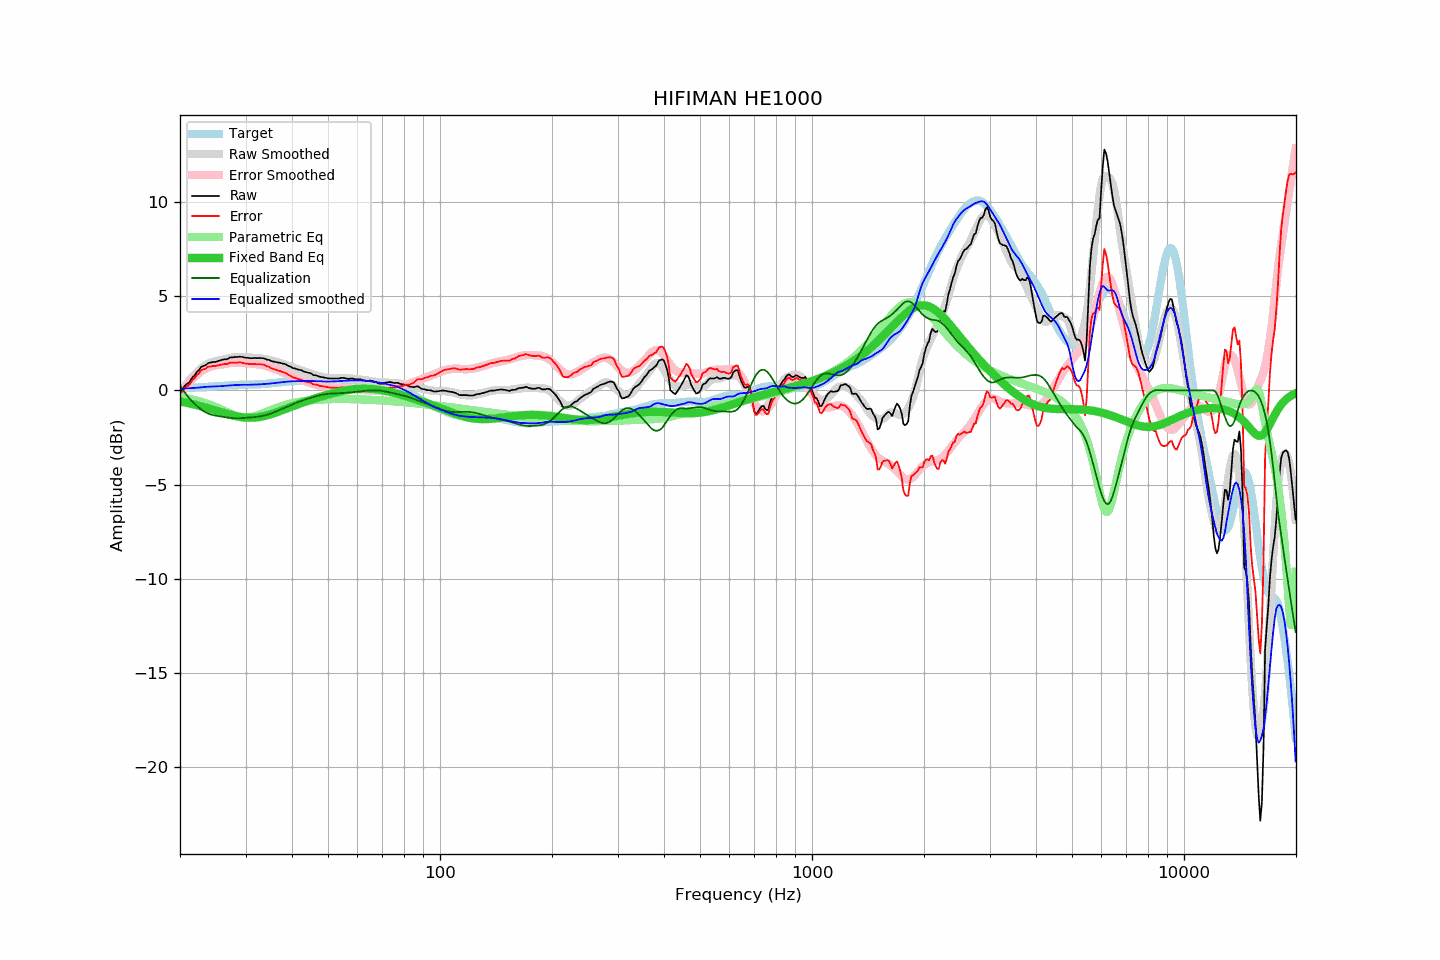 HIFIMAN HE1000
Target
Raw Smoothed
Error Smoothed
Raw
Error
Parametric Eq
Fixed Band Eq
Equalization
Equalized smoothed
10
5
0
−5
−10
−15
−20
Amplitude (dBr)
100
1000
10000
Frequency (Hz)